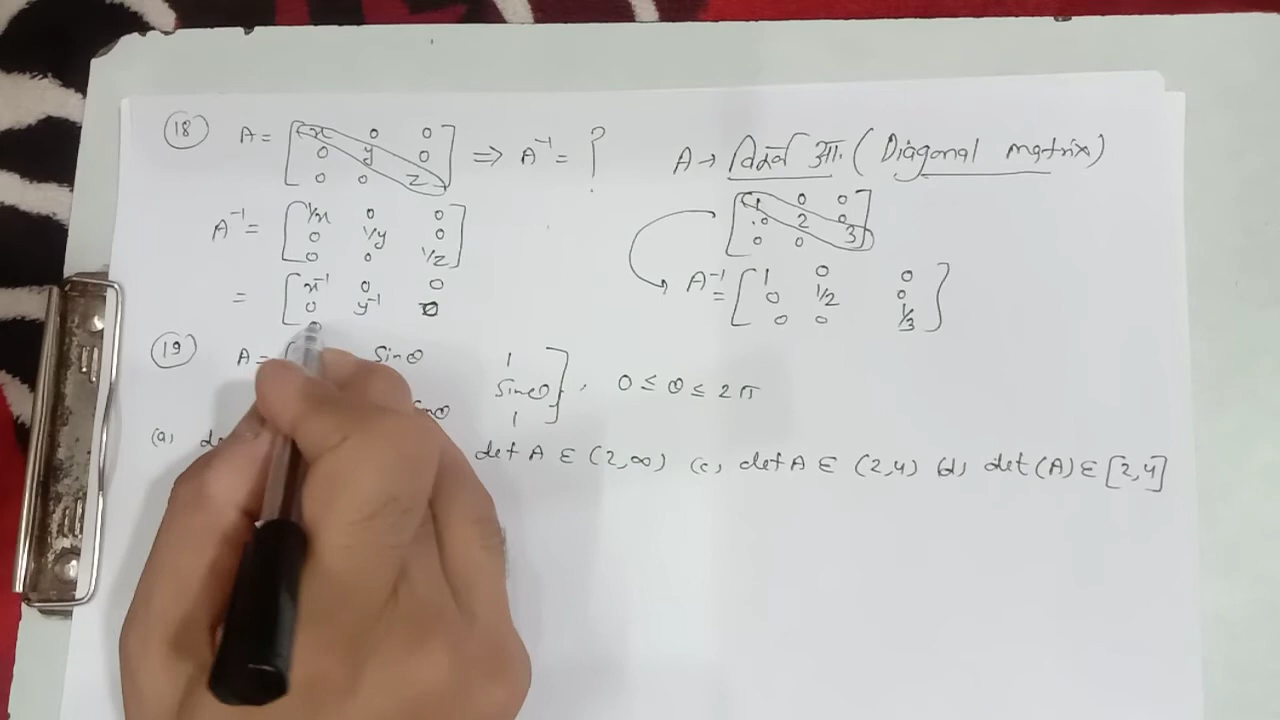 (18) A = [x 0 0
0 y 0
0 0 z] ⇒ A⁻¹ = ?
A → विकर्ण आ. (Diagonal matrix)
[1 0 0
0 2 0
0 0 3]
A⁻¹ = [1/x 0 0
0 1/y 0
0 0 1/z]
A⁻¹ = [1 0 0
0 1/2 0
0 0 1/3]
= [x⁻¹ 0 0
0 y⁻¹ 0
0
(19) A = [ sinθ 1
sinθ
1 ], 0 ≤ θ ≤ 2π
(a) det A ∈ (2,∞) (c) det A ∈ (2,4) (d) det(A) ∈ [2,4]